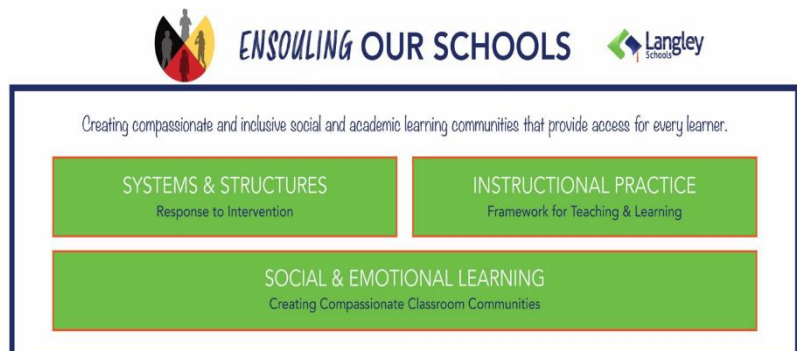 ENSOULING OUR SCHOOLS
Langley
Schools
Creating compassionate and inclusive social and academic learning communities that provide access for every learner.
SYSTEMS & STRUCTURES
Response to Intervention
INSTRUCTIONAL PRACTICE
Framework for Teaching & Learning
SOCIAL & EMOTIONAL LEARNING
Creating Compassionate Classroom Communities